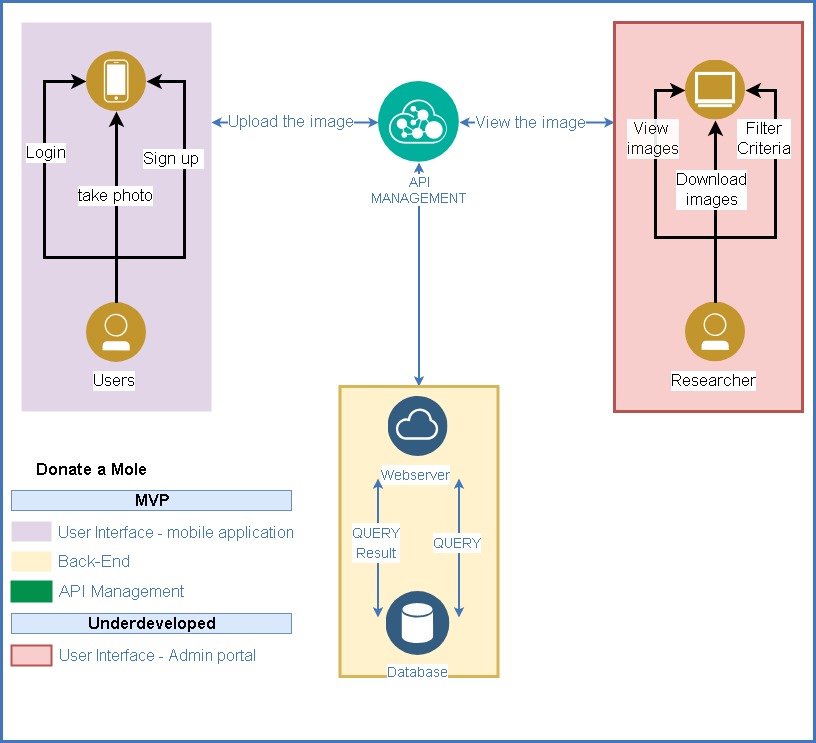 Login
Sign up
take photo
Users
Upload the image
View the image
API
MANAGEMENT
View
images
Filter
Criteria
Download
images
Researcher
Webserver
QUERY
Result
QUERY
Database
Donate a Mole
MVP
User Interface - mobile application
Back-End
API Management
Underdeveloped
User Interface - Admin portal